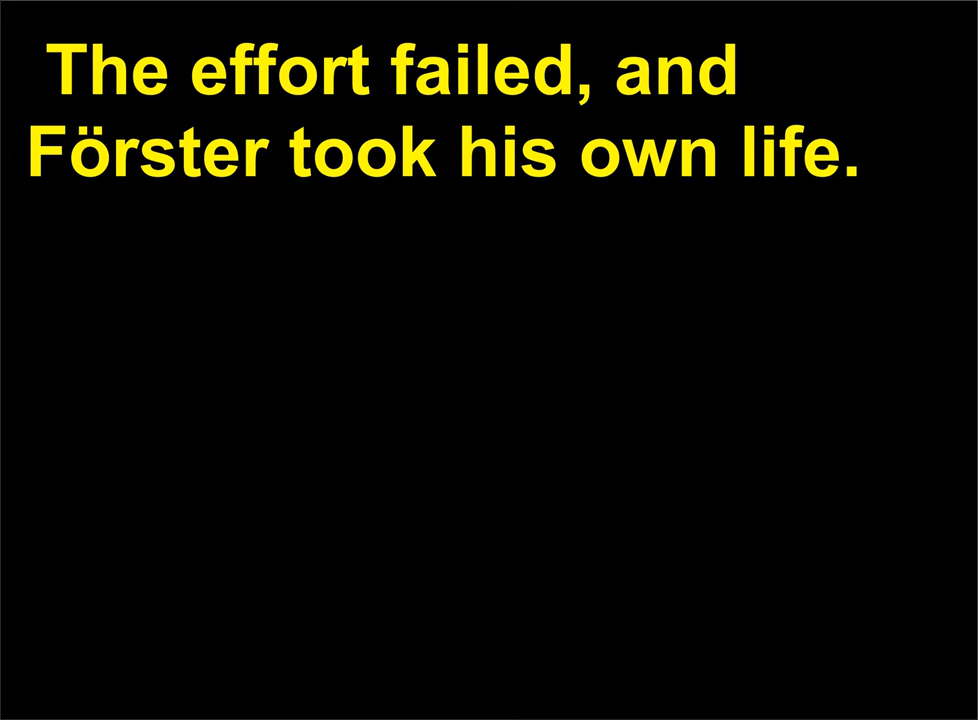 The effort failed, and
Förster took his own life.